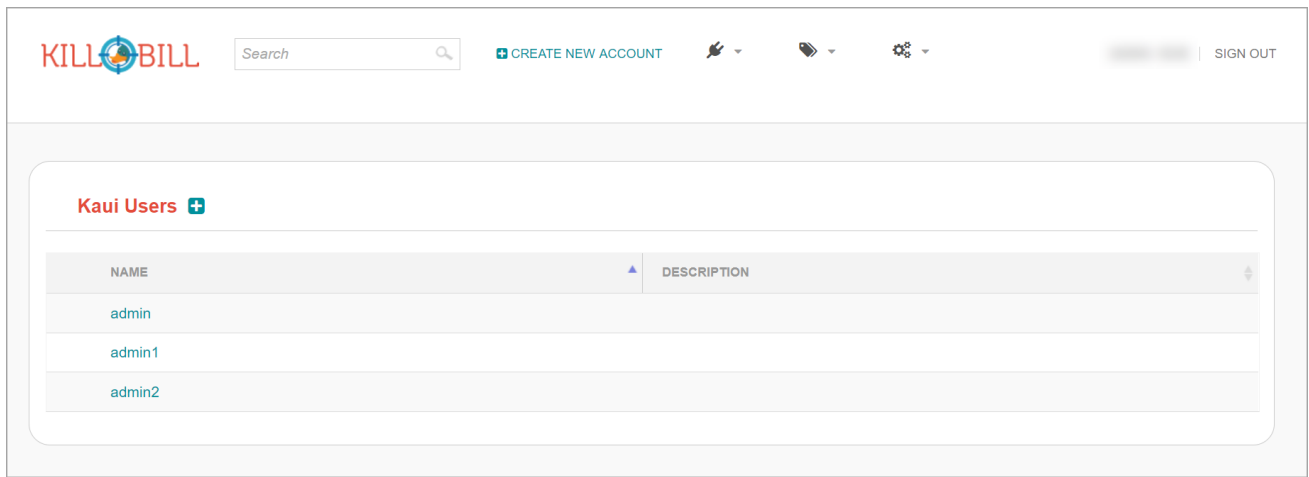 KILL BILL
Search
CREATE NEW ACCOUNT
SIGN OUT
Kaui Users
NAME
DESCRIPTION
admin
admin1
admin2